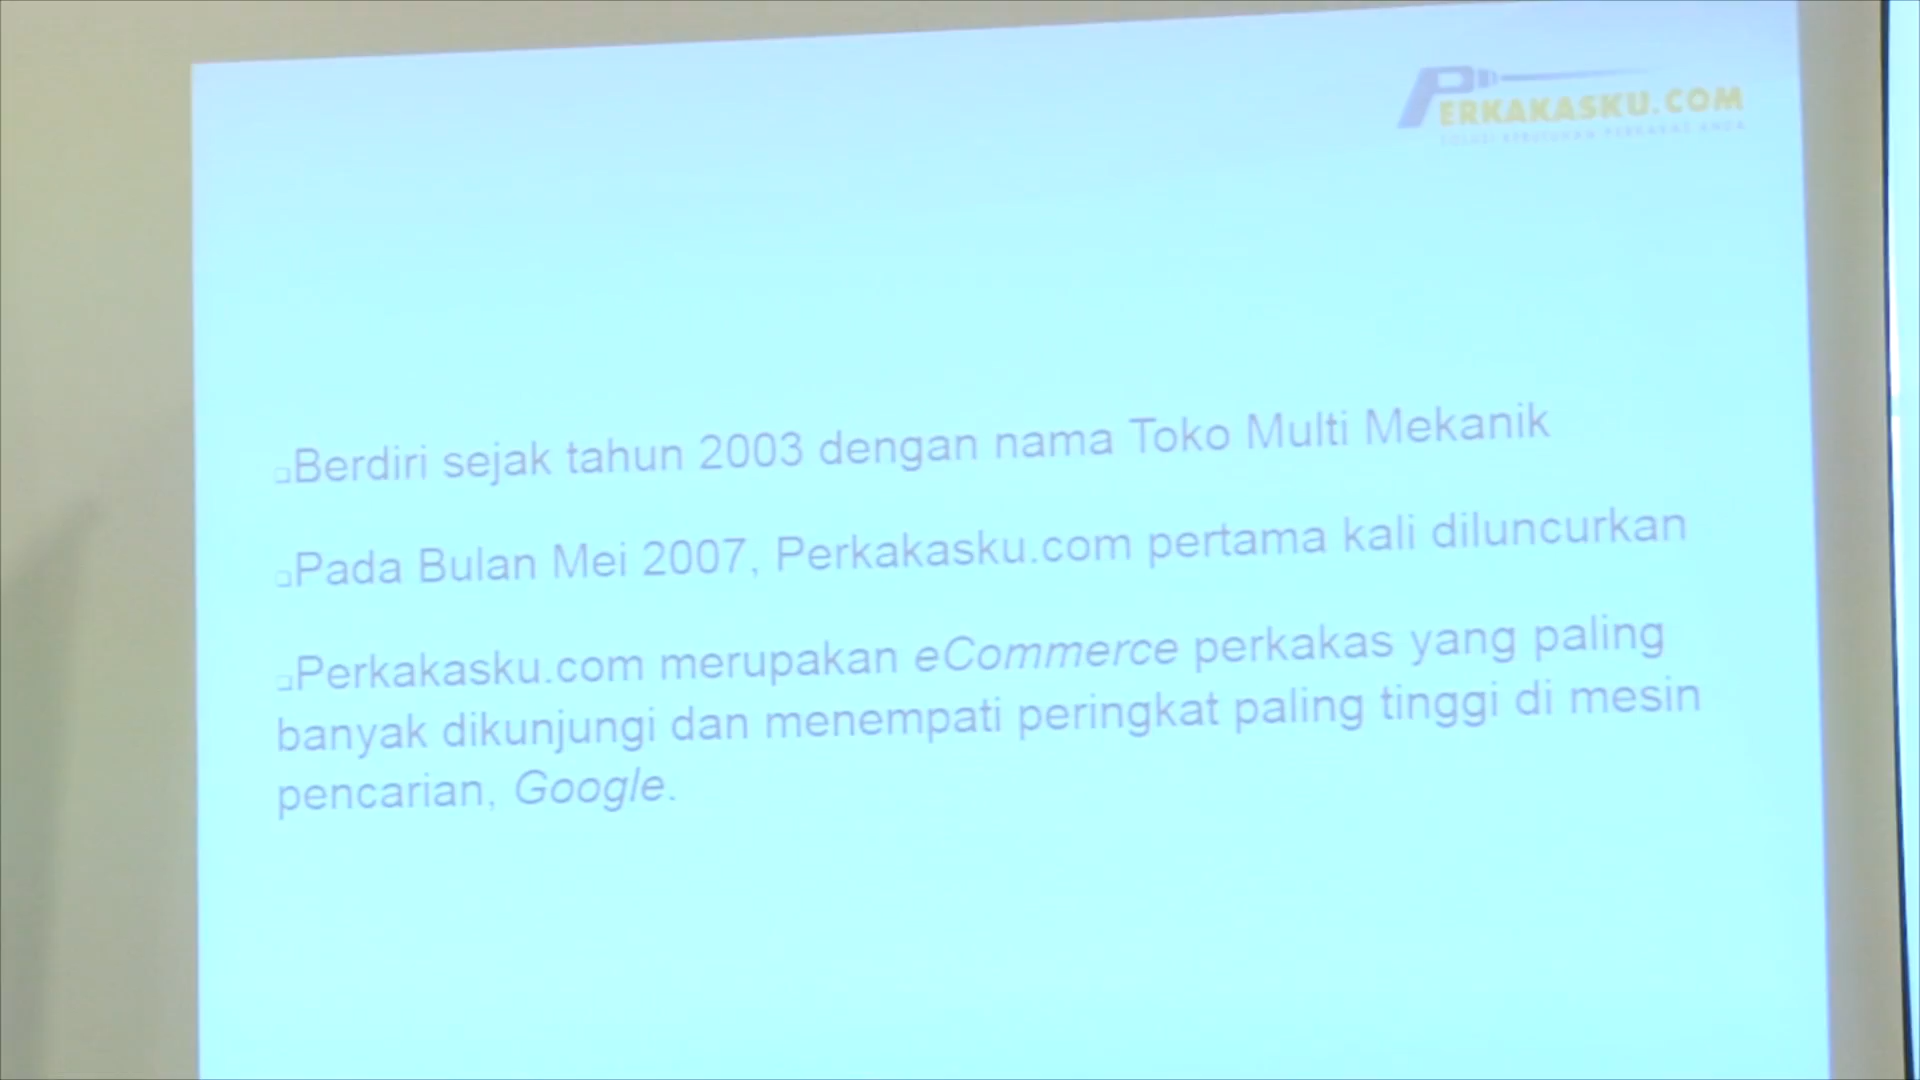 PERKAKASKU.COM
Berdiri sejak tahun 2003 dengan nama Toko Multi Mekanik
Pada Bulan Mei 2007, Perkakasku.com pertama kali diluncurkan
Perkakasku.com merupakan eCommerce perkakas yang paling
banyak dikunjungi dan menempati peringkat paling tinggi di mesin
pencarian, Google.